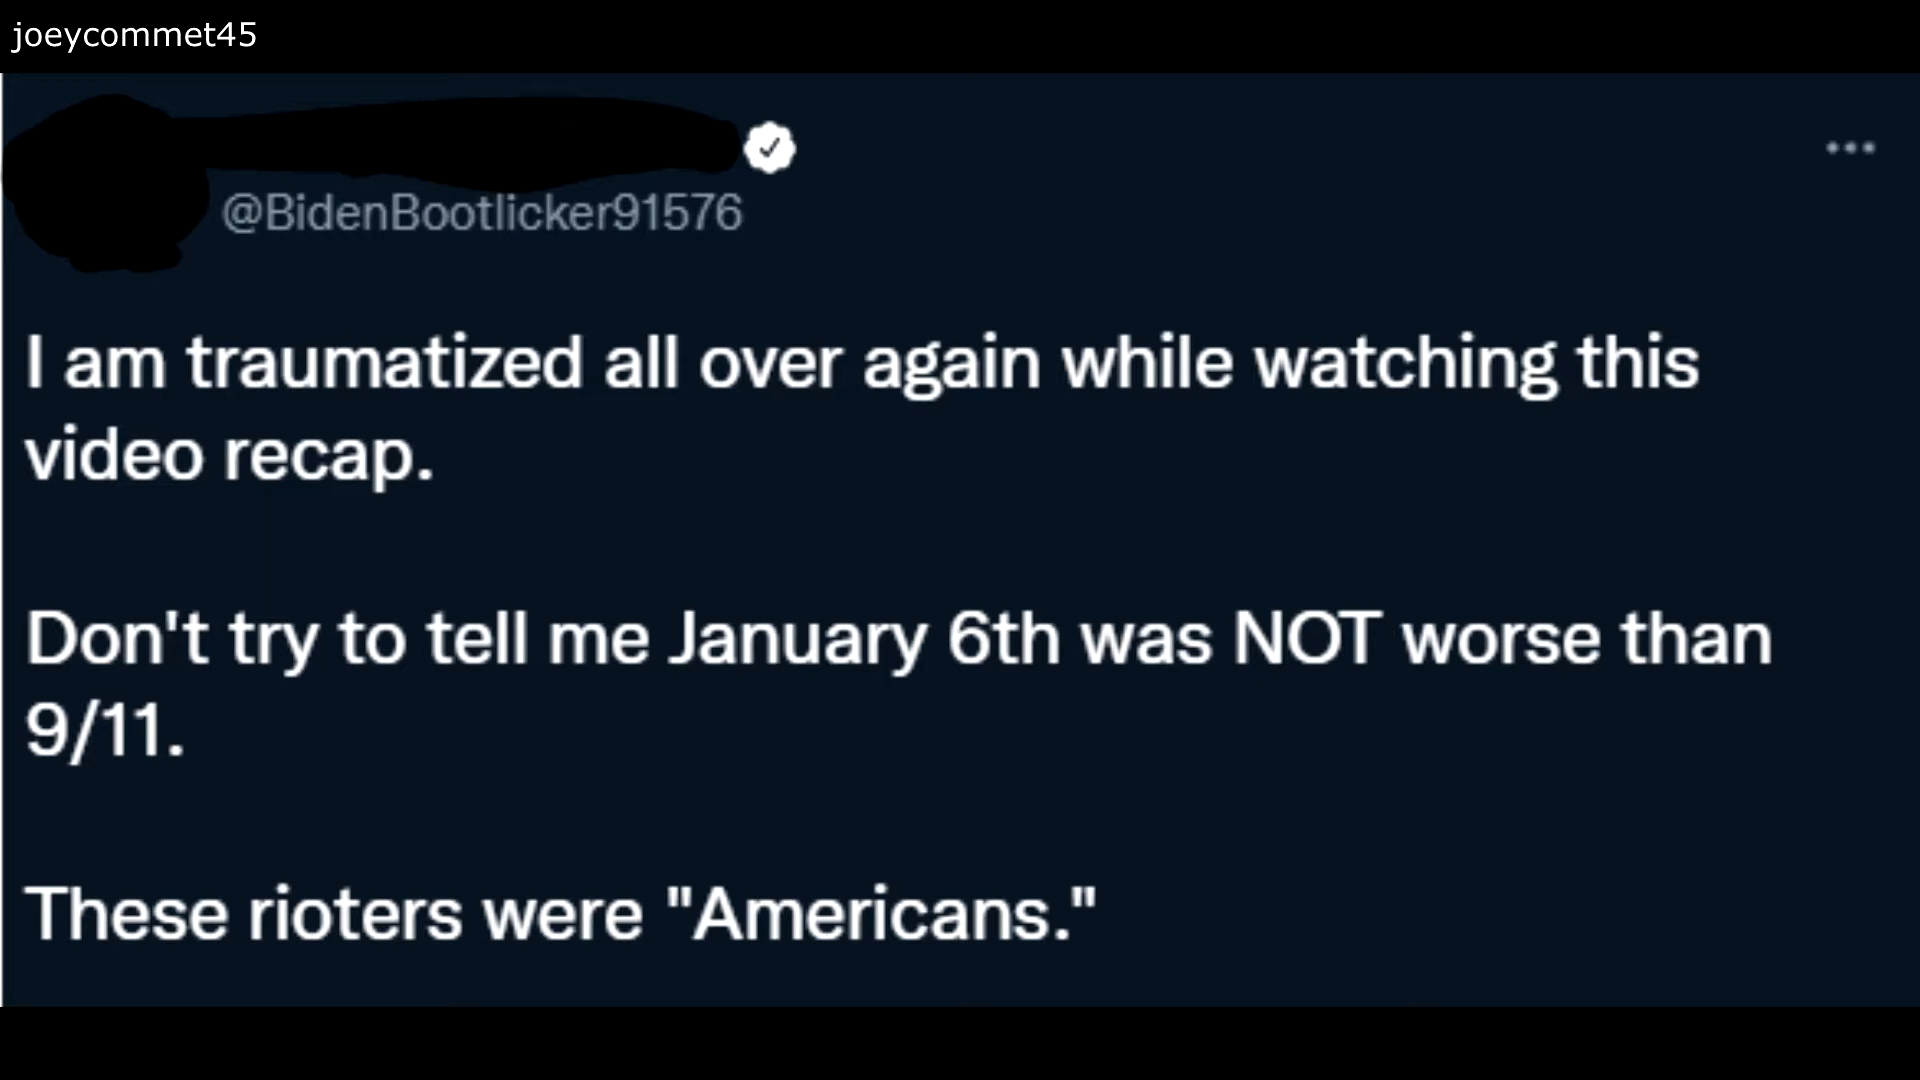 joeycommet45
@BidenBootlicker91576
I am traumatized all over again while watching this
video recap.
Don't try to tell me January 6th was NOT worse than
9/11.
These rioters were "Americans."